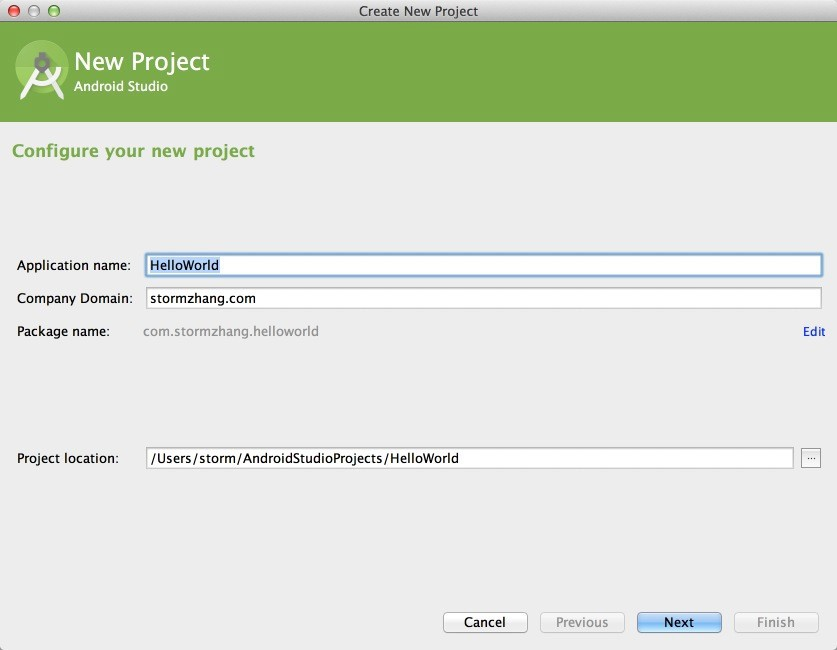 Create New Project
New Project
Android Studio
Configure your new project
Application name: HelloWorld
Company Domain: stormzhang.com
Package name: com.stormzhang.helloworld Edit
Project location: /Users/storm/AndroidStudioProjects/HelloWorld ...
Cancel Previous Next Finish